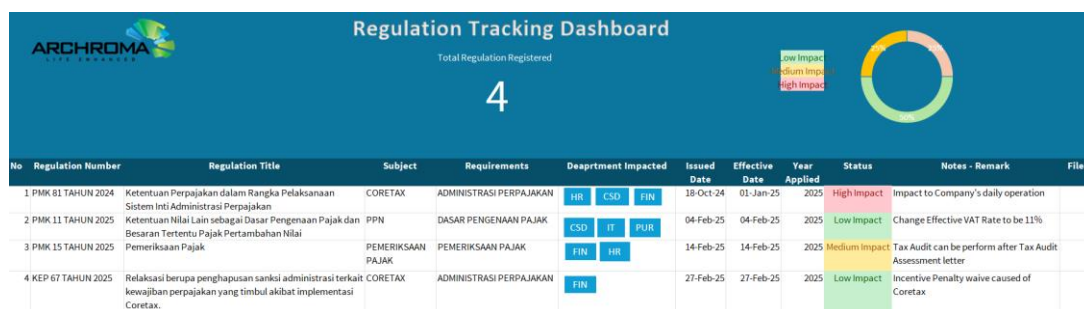 Regulation Tracking Dashboard
ARCHROMA
LIFE ENHANCED
Total Regulation Registered
4
Low Impact
Medium Impact
High Impact
25%
25%
50%
No Regulation Number Regulation Title Subject Requirements Deaprtment Impacted Issued Date Effective Date Year Applied Status Notes - Remark File
1 PMK 81 TAHUN 2024 Ketentuan Perpajakan dalam Rangka Pelaksanaan CORETAX ADMINISTRASI PERPAJAKAN HR CSD FIN 18-Oct-24 01-Jan-25 2025 High Impact Impact to Company's daily operation
Sistem Inti Administrasi Perpajakan
2 PMK 11 TAHUN 2025 Ketentuan Nilai Lain sebagai Dasar Pengenaan Pajak dan PPN DASAR PENGENAAN PAJAK CSD IT PUR 04-Feb-25 04-Feb-25 2025 Low Impact Change Effective VAT Rate to be 11%
Besaran Tertentu Pajak Pertambahan Nilai
3 PMK 15 TAHUN 2025 Pemeriksaan Pajak PEMERIKSAAN PEMERIKSAAN PAJAK FIN HR 14-Feb-25 14-Feb-25 2025 Medium Impact Tax Audit can be perform after Tax Audit
PAJAK Assessment letter
4 KEP 67 TAHUN 2025 Relaksasi berupa penghapusan sanksi administrasi terkait CORETAX ADMINISTRASI PERPAJAKAN FIN 27-Feb-25 27-Feb-25 2025 Low Impact Incentive Penalty waive caused of
kewajiban perpajakan yang timbul akibat implementasi Coretax
Coretax.